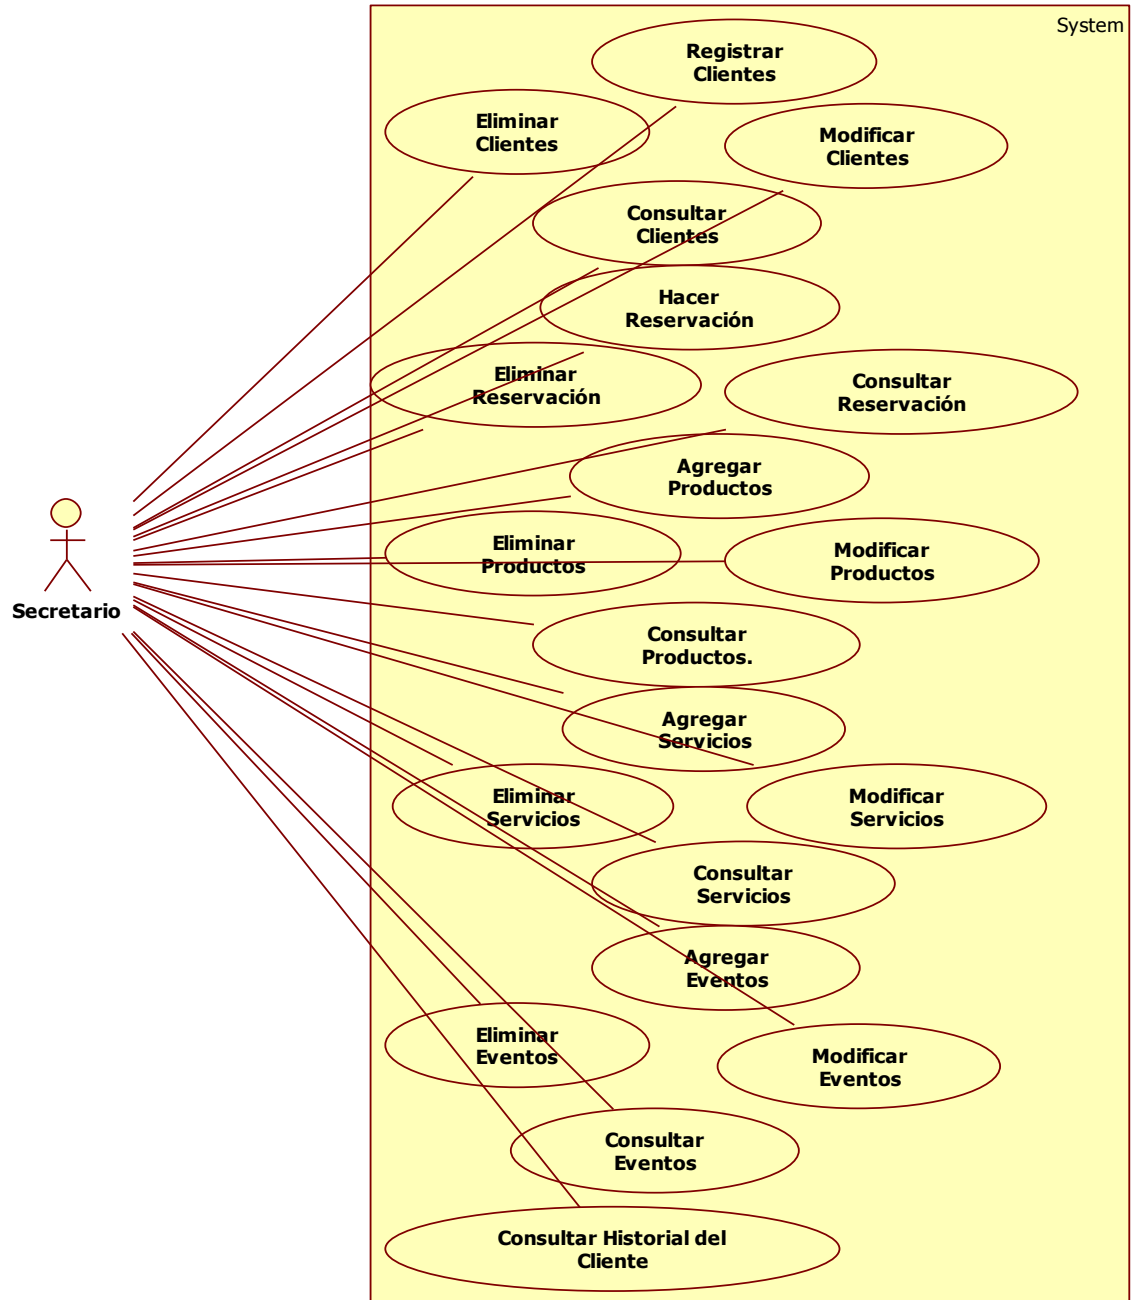 System
Registrar
Clientes
Eliminar
Clientes
Modificar
Clientes
Consultar
Clientes
Hacer
Reservación
Eliminar
Reservación
Consultar
Reservación
Agregar
Productos
Eliminar
Productos
Modificar
Productos
Secretario
Consultar
Productos.
Agregar
Servicios
Eliminar
Servicios
Modificar
Servicios
Consultar
Servicios
Agregar
Eventos
Eliminar
Eventos
Modificar
Eventos
Consultar
Eventos
Consultar Historial del
Cliente